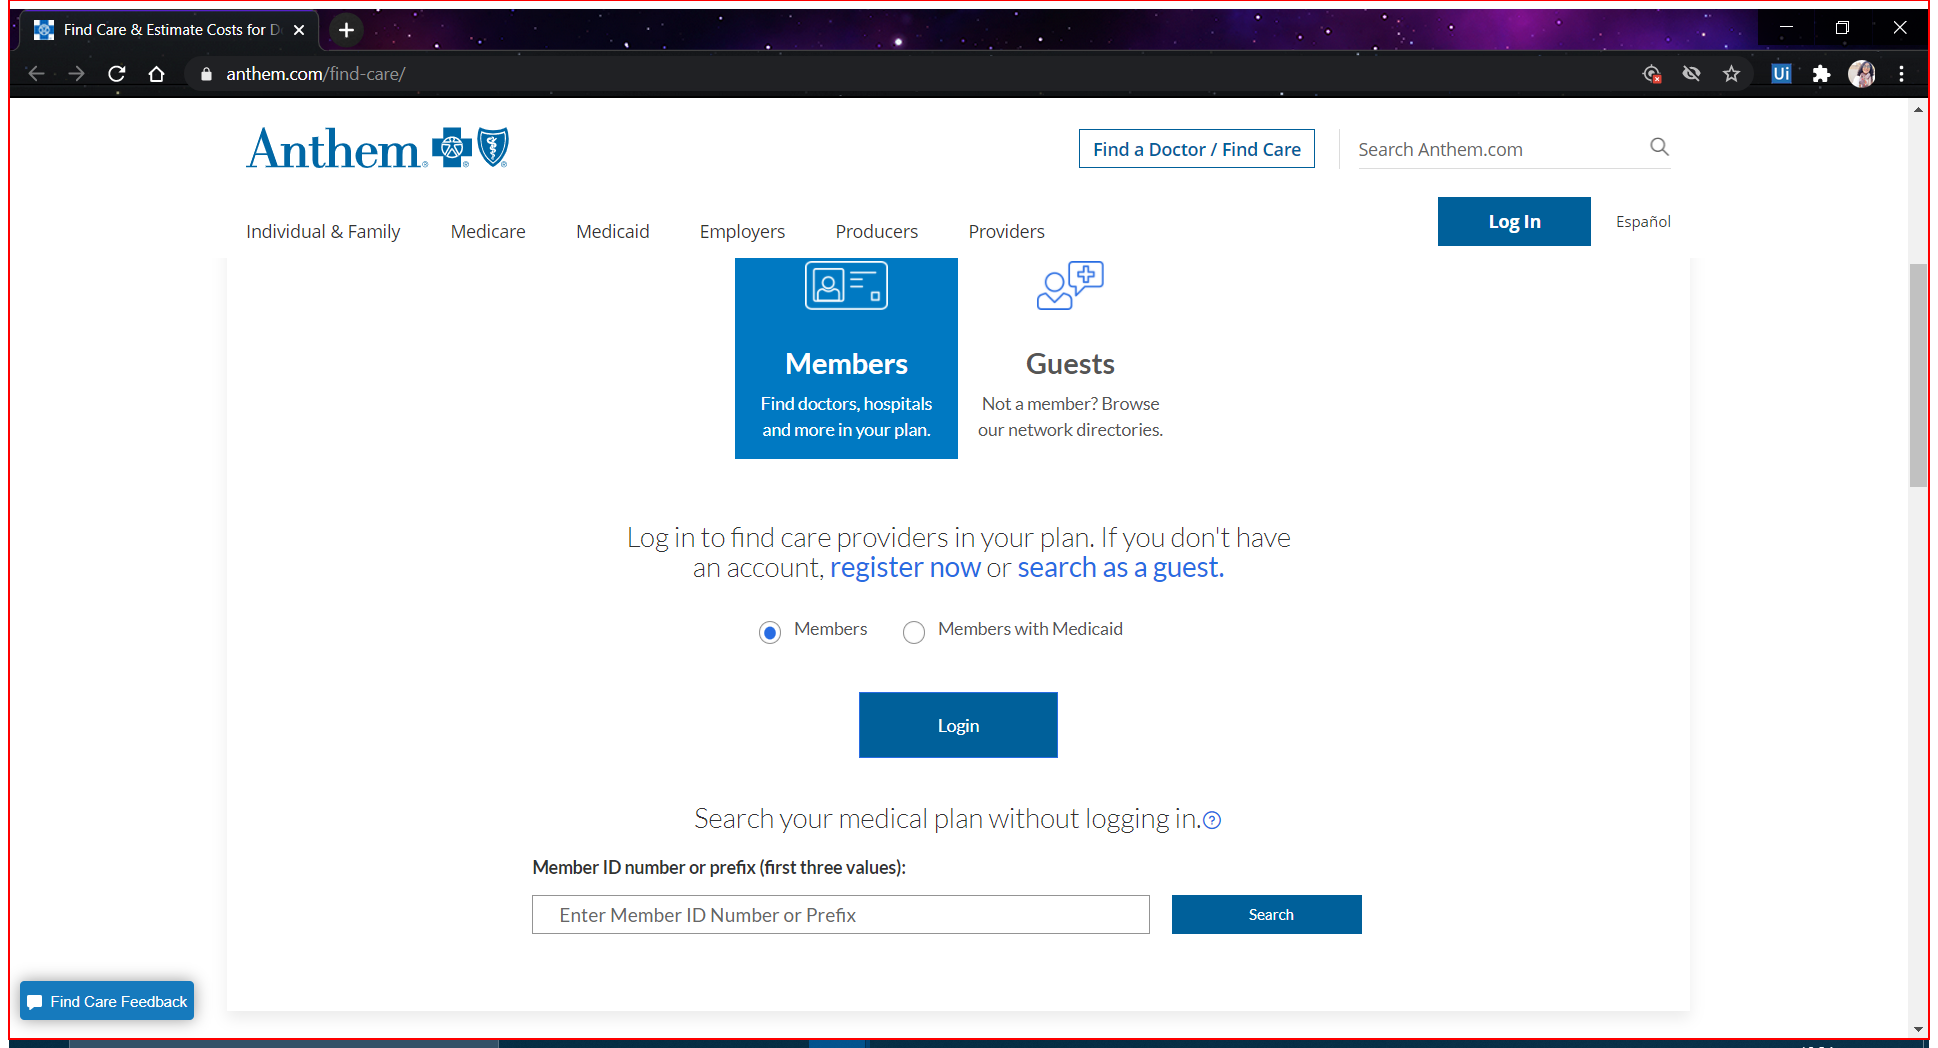 Find Care & Estimate Costs for D
anthem.com/find-care/
Ui
Anthem
Find a Doctor / Find Care
Search Anthem.com
Individual & Family
Medicare
Medicaid
Employers
Producers
Providers
Log In
Español
Members
Find doctors, hospitals
and more in your plan.
Guests
Not a member? Browse
our network directories.
Log in to find care providers in your plan. If you don't have
an account, register now or search as a guest.
Members
Members with Medicaid
Login
Search your medical plan without logging in.
Member ID number or prefix (first three values):
Enter Member ID Number or Prefix
Search
Find Care Feedback